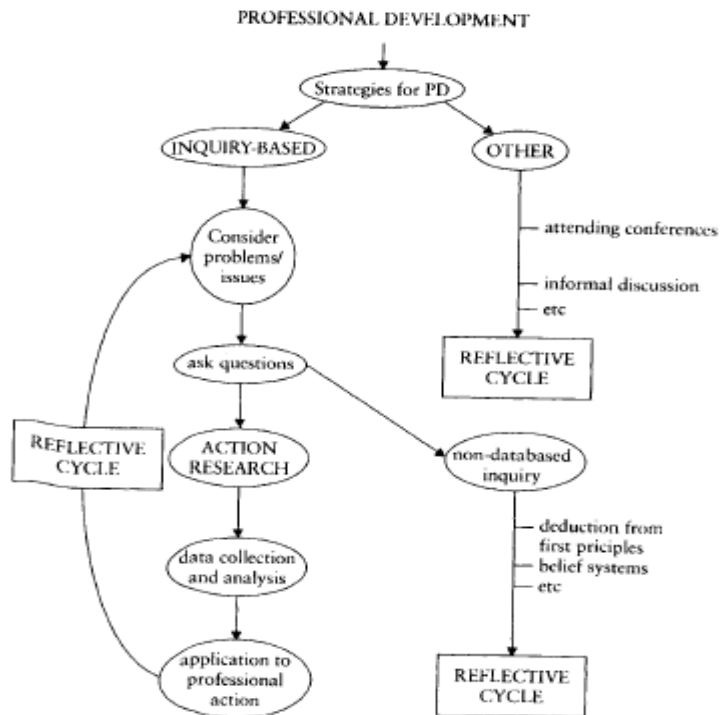 PROFESSIONAL DEVELOPMENT
Strategies for PD
INQUIRY-BASED
OTHER
Consider
problems/
issues
attending conferences
informal discussion
etc
REFLECTIVE
CYCLE
ask questions
REFLECTIVE
CYCLE
ACTION
RESEARCH
non-databased
inquiry
data collection
and analysis
deduction from
first priciples
belief systems
etc
application to
professional
action
REFLECTIVE
CYCLE